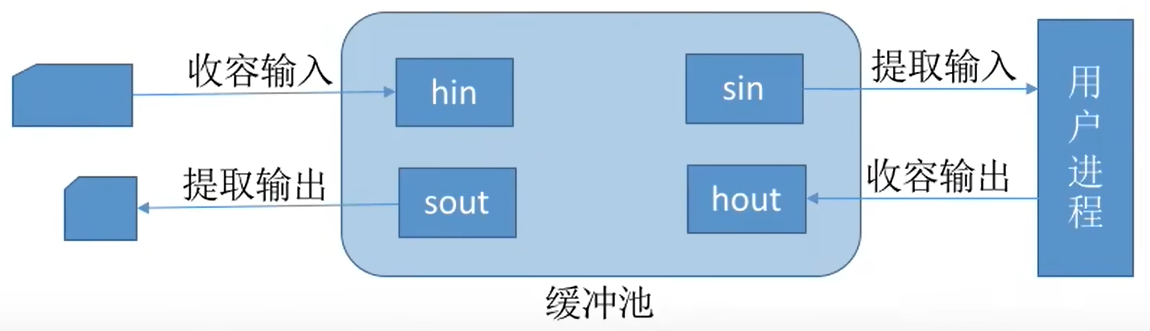 收容输入
hin
sin
提取输入
提取输出
sout
hout
收容输出
用户进程
缓冲池